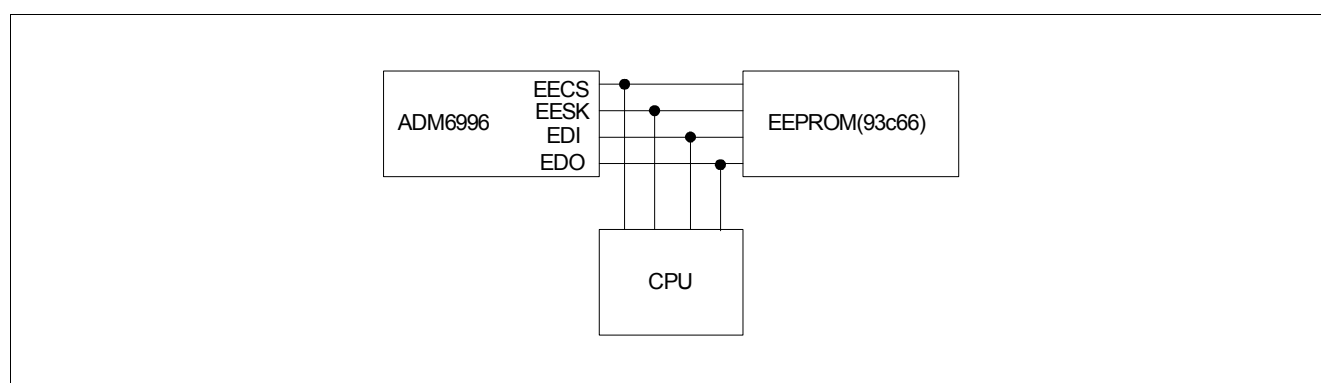 EECS
EESK
EDI
EDO
ADM6996
EEPROM(93c66)
CPU